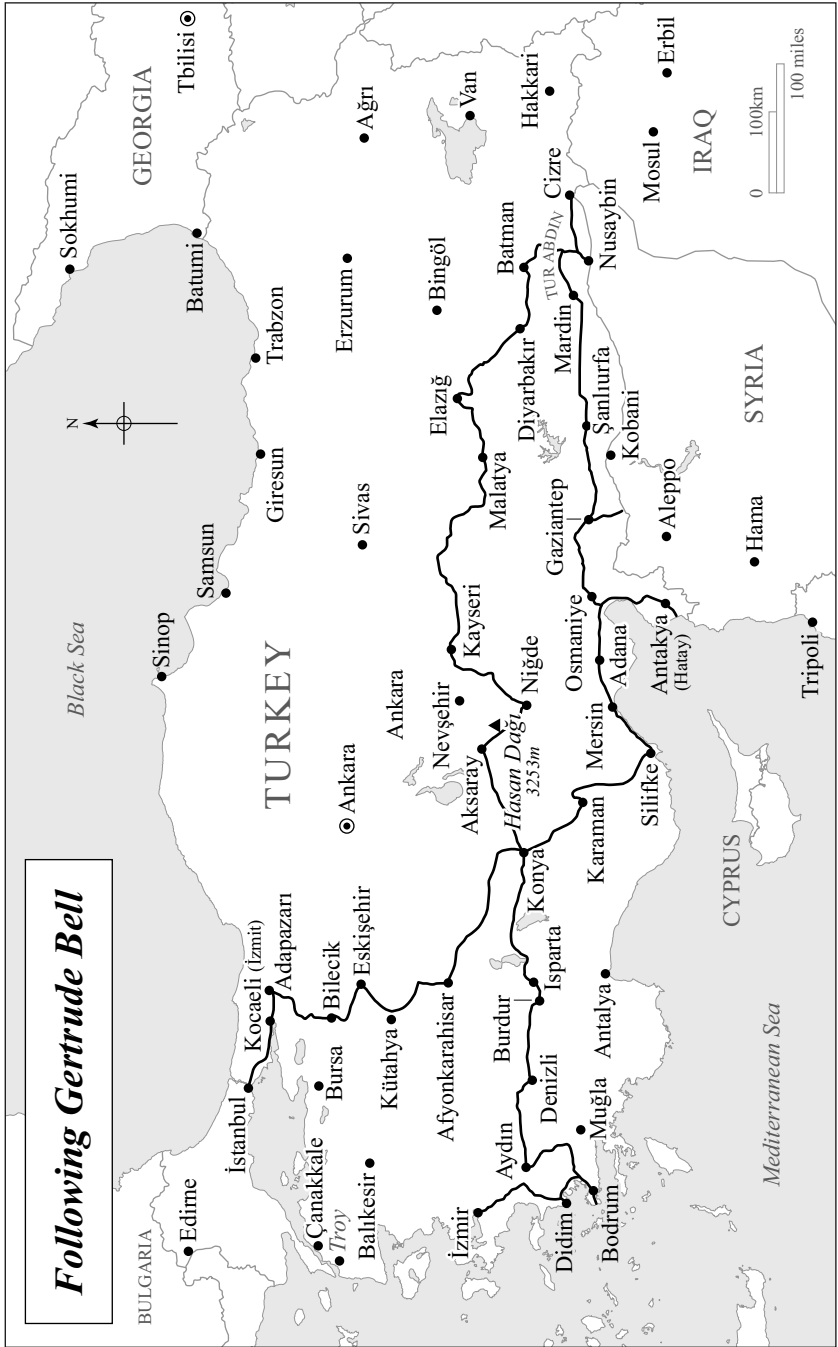 Following Gertrude Bell
BULGARIA
Edirne
İstanbul
Kocaeli (İzmit)
Adapazarı
Çanakkale
Troy
Balıkesir
Bursa
Bilecik
Eskişehir
Kütahya
Afyonkarahisar
İzmir
Aydın
Didim
Bodrum
Muğla
Denizli
Burdur
Isparta
Antalya
Konya
Karaman
Silifke
Mersin
Adana
Osmaniye
Antakya
(Hatay)
Black Sea
Sinop
Samsun
Giresun
Trabzon
Batumi
Sokhumi
GEORGIA
Tbilisi
N
TURKEY
Ankara
Ankara
Sivas
Erzurum
Ağrı
Nevşehir
Aksaray
Hasan Dağı
3253m
Niğde
Kayseri
Malatya
Elazığ
Bingöl
Van
Diyarbakır
Batman
Hakkari
TUR ABDIN
Cizre
Mardin
Nusaybin
Gaziantep
Şanlıurfa
Kobani
Aleppo
Hama
SYRIA
Mosul
Erbil
IRAQ
Tripoli
CYPRUS
Mediterranean Sea
0
100km
100 miles